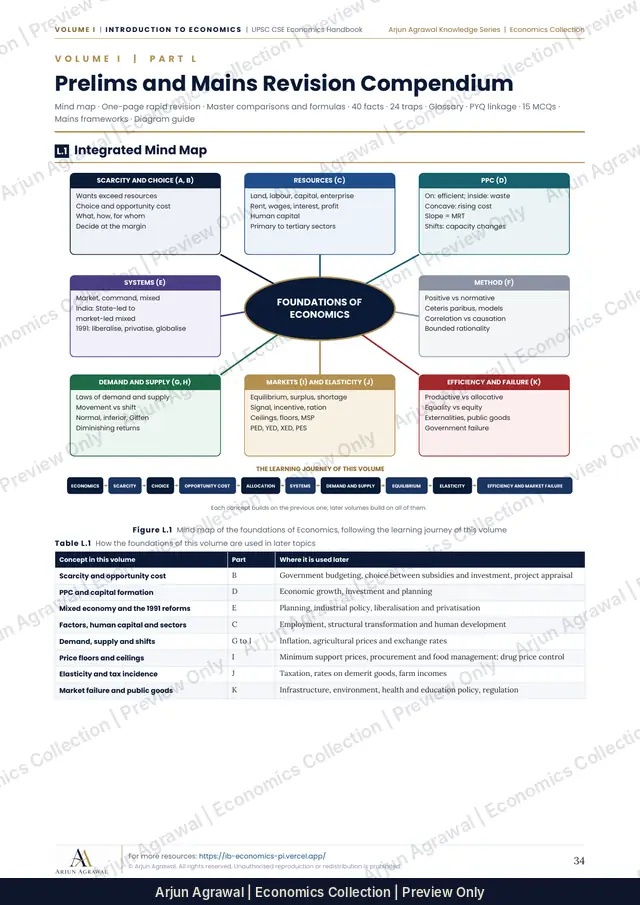 VOLUME I | INTRODUCTION TO ECONOMICS | UPSC CSE Economics Handbook
Arjun Agrawal Knowledge Series | Economics Collection
VOLUME I | PART L
Prelims and Mains Revision Compendium
Mind map · One-page rapid revision · Master comparisons and formulas · 40 facts · 24 traps · Glossary · PYQ linkage · 15 MCQs ·
Mains frameworks · Diagram guide
L.1 Integrated Mind Map
SCARCITY AND CHOICE (A, B)
Wants exceed resources
Choice and opportunity cost
What, how, for whom
Decide at the margin
RESOURCES (C)
Land, labour, capital, enterprise
Rent, wages, interest, profit
Human capital
Primary to tertiary sectors
PPC (D)
On: efficient; inside: waste
Concave: rising cost
Slope = MRT
Shifts: capacity changes
SYSTEMS (E)
Market, command, mixed
India: State-led to
market-led mixed
1991: liberalise, privatise, globalise
FOUNDATIONS OF
ECONOMICS
METHOD (F)
Positive vs normative
Ceteris paribus, models
Correlation vs causation
Bounded rationality
DEMAND AND SUPPLY (G, H)
Laws of demand and supply
Movement vs shift
Normal, inferior, Giffen
Diminishing returns
MARKETS (I) AND ELASTICITY (J)
Equilibrium, surplus, shortage
Signal, incentive, ration
Ceilings, floors, MSP
PED, YED, XED, PES
EFFICIENCY AND FAILURE (K)
Productive vs allocative
Equality vs equity
Externalities, public goods
Government failure
THE LEARNING JOURNEY OF THIS VOLUME
ECONOMICS SCARCITY CHOICE OPPORTUNITY COST ALLOCATION SYSTEMS DEMAND AND SUPPLY EQUILIBRIUM ELASTICITY EFFICIENCY AND MARKET FAILURE
Each concept builds on the previous one; later volumes build on all of them.
Figure L.1 Mind map of the foundations of Economics, following the learning journey of this volume
Table L.1 How the foundations of this volume are used in later topics
Concept in this volume Part Where it is used later
Scarcity and opportunity cost B Government budgeting, choice between subsidies and investment, project appraisal
PPC and capital formation D Economic growth, investment and planning
Mixed economy and the 1991 reforms E Planning, industrial policy, liberalisation and privatisation
Factors, human capital and sectors C Employment, structural transformation and human development
Demand, supply and shifts G to I Inflation, agricultural prices and exchange rates
Price floors and ceilings I Minimum support prices, procurement and food management; drug price control
Elasticity and tax incidence J Taxation, rates on demerit goods, farm incomes
Market failure and public goods K Infrastructure, environment, health and education policy, regulation
ARJUN AGRAWAL
For more resources: https://ib-economics-pi.vercel.app/
© Arjun Agrawal. All rights reserved. Unauthorised reproduction or redistribution is prohibited.
34
Arjun Agrawal | Economics Collection | Preview Only